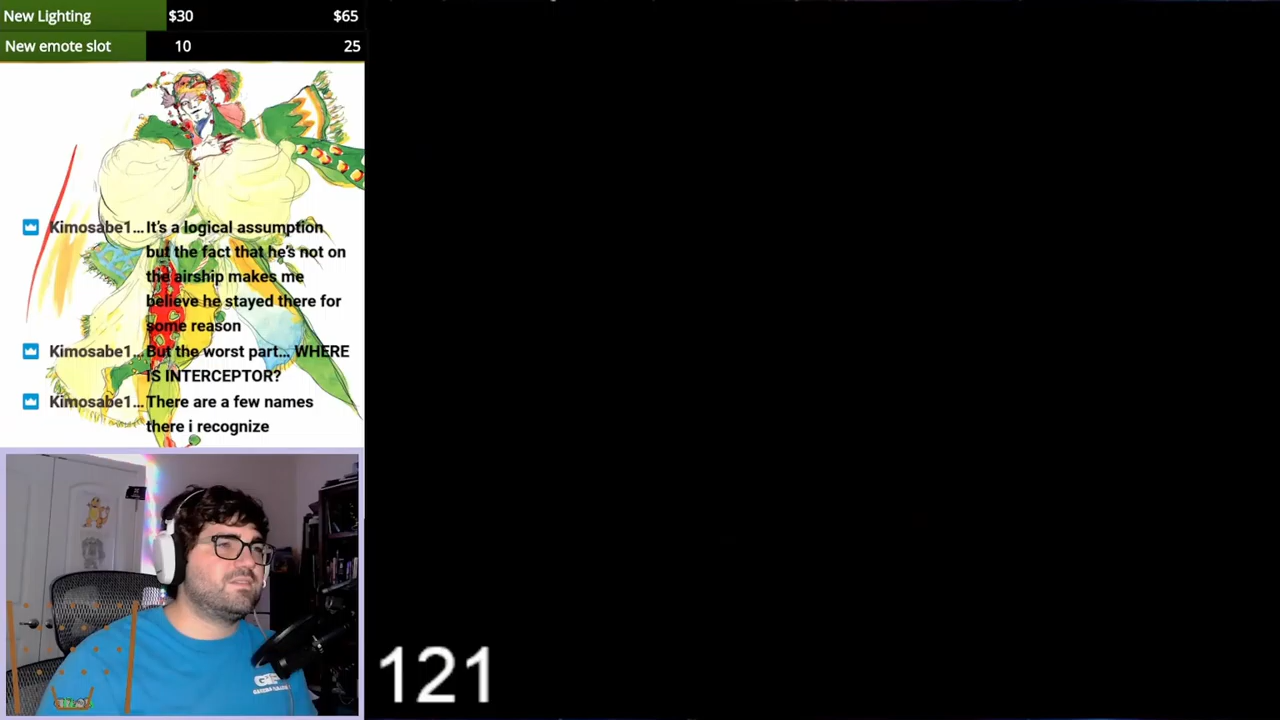 New Lighting $30 $65
New emote slot 10 25
Kimosabe1... It's a logical assumption
but the fact that he's not on
the airship makes me
believe he stayed there for
some reason
Kimosabe1... But the worst part... WHERE
IS INTERCEPTOR?
Kimosabe1... There are a few names
there i recognize
121